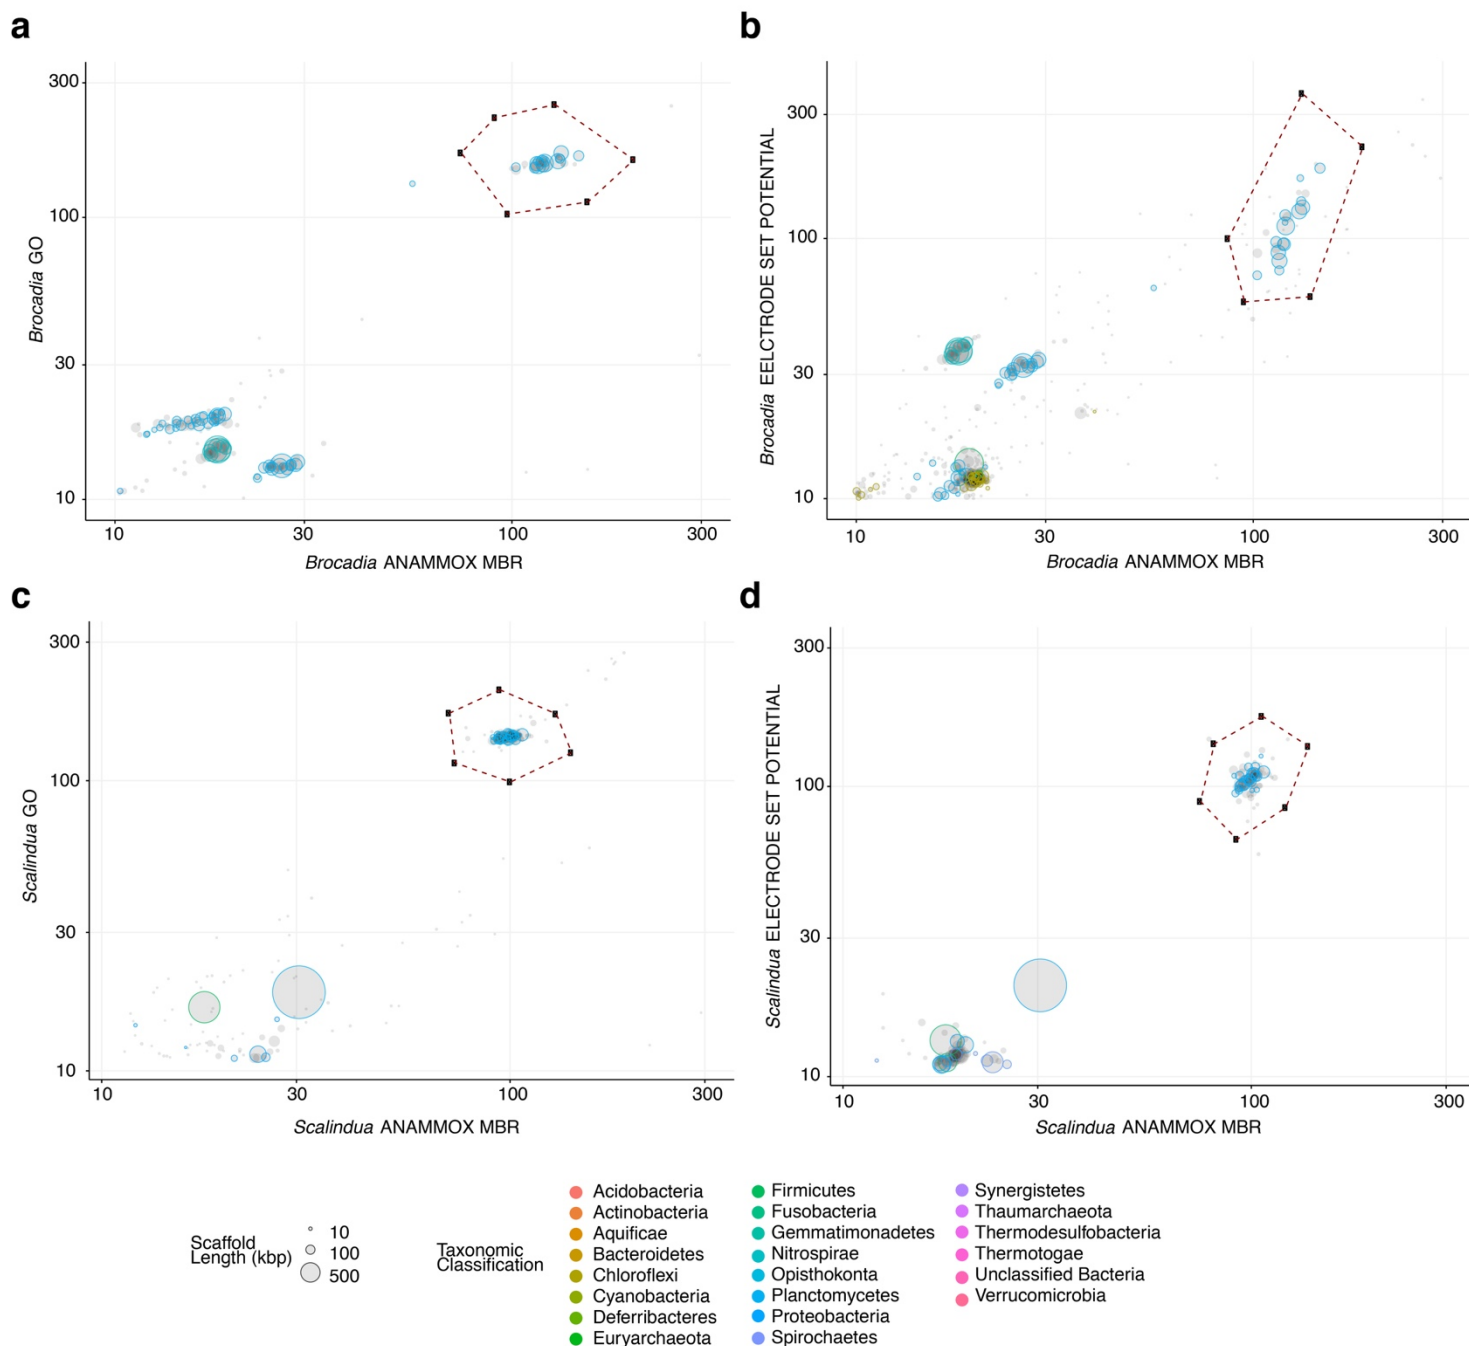 a
300
100
30
10
Brocadia GO
10
30
100
300
Brocadia ANAMMOX MBR
b
300
100
30
10
Brocadia EELCTRODE SET POTENTIAL
10
30
100
300
Brocadia ANAMMOX MBR
c
300
100
30
10
Scalindua GO
10
30
100
300
Scalindua ANAMMOX MBR
d
300
100
30
10
Scalindua ELECTRODE SET POTENTIAL
10
30
100
300
Scalindua ANAMMOX MBR
Scaffold
Length (kbp)
10
100
500
Taxonomic
Classification
Acidobacteria
Actinobacteria
Aquificae
Bacteroidetes
Chloroflexi
Cyanobacteria
Deferribacteres
Euryarchaeota
Firmicutes
Fusobacteria
Gemmatimonadetes
Nitrospirae
Opisthokonta
Planctomycetes
Proteobacteria
Spirochaetes
Synergistetes
Thaumarchaeota
Thermodesulfobacteria
Thermotogae
Unclassified Bacteria
Verrucomicrobia